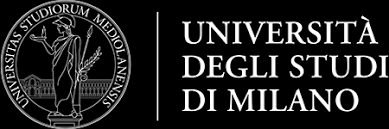 UNIVERSITAS STUDIORUM MEDIOLANENSIS
UNIVERSITÀ
DEGLI STUDI
DI MILANO